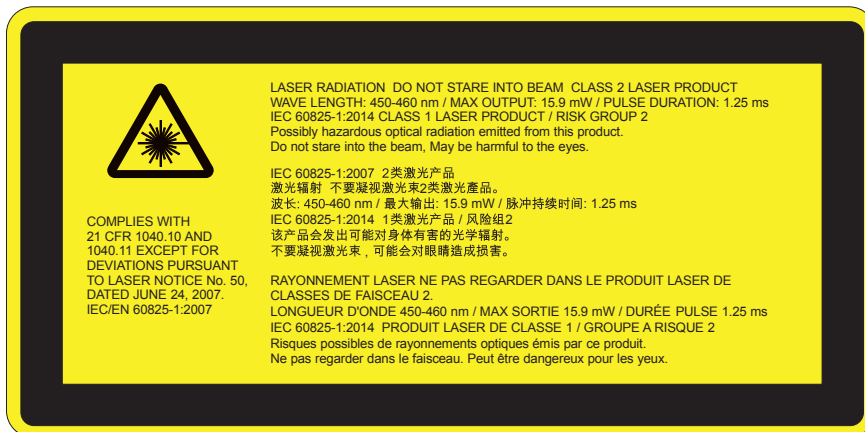 LASER RADIATION  DO NOT STARE INTO BEAM  CLASS 2 LASER PRODUCT
WAVE LENGTH: 450-460 nm / MAX OUTPUT: 15.9 mW / PULSE DURATION: 1.25 ms
IEC 60825-1:2014 CLASS 1 LASER PRODUCT / RISK GROUP 2
Possibly hazardous optical radiation emitted from this product.
Do not stare into the beam, May be harmful to the eyes.
IEC 60825-1:2007  2类激光产品
激光辐射  不要凝视激光束2类激光產品。
波长: 450-460 nm / 最大输出: 15.9 mW / 脉冲持续时间: 1.25 ms
IEC 60825-1:2014  1类激光产品 / 风险组2
该产品会发出可能对身体有害的光学辐射。
不要凝视激光束 , 可能会对眼睛造成损害。
RAYONNEMENT LASER NE PAS REGARDER DANS LE PRODUIT LASER DE
CLASSES DE FAISCEAU 2.
LONGUEUR D'ONDE 450-460 nm / MAX SORTIE 15.9 mW / DURÉE PULSE 1.25 ms
IEC 60825-1:2014  PRODUIT LASER DE CLASSE 1 / GROUPE A RISQUE 2
Risques possibles de rayonnements optiques émis par ce produit.
Ne pas regarder dans le faisceau. Peut être dangereux pour les yeux.
COMPLIES WITH
21 CFR 1040.10 AND
1040.11 EXCEPT FOR
DEVIATIONS PURSUANT
TO LASER NOTICE No. 50,
DATED JUNE 24, 2007.
IEC/EN 60825-1:2007